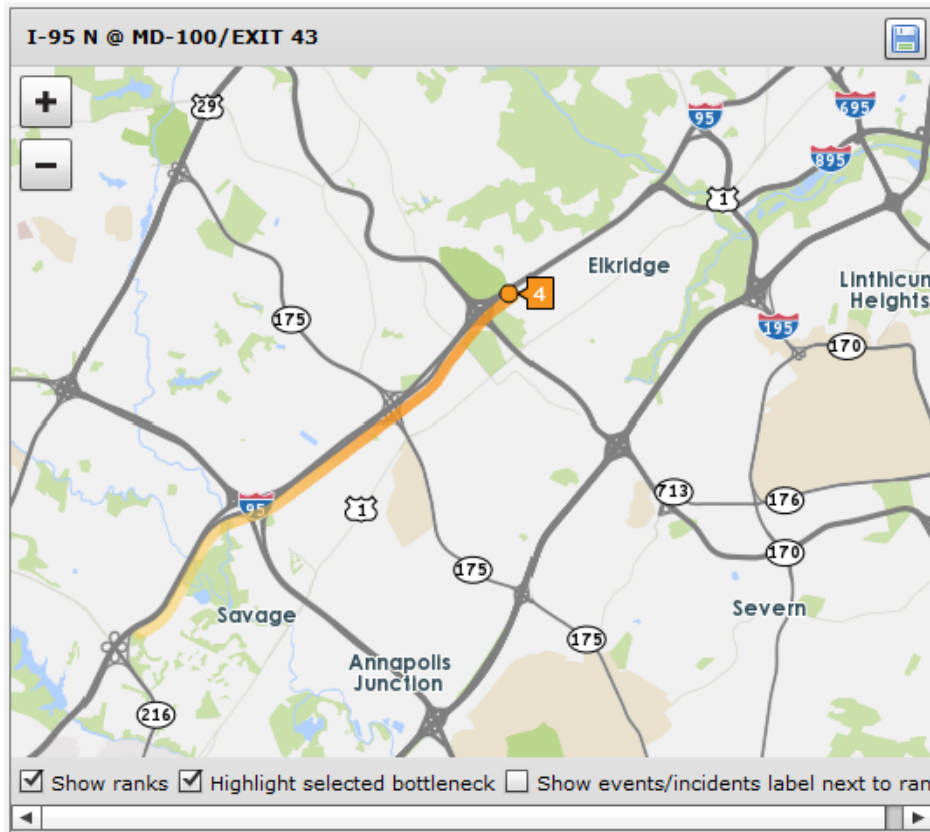 I-95 N @ MD-100/EXIT 43
+
−
29
95
695
895
1
Elkridge
4
Linthicum
Heights
195
175
170
95
1
713
176
175
170
Savage
Severn
175
Annapolis
Junction
216
Show ranks Highlight selected bottleneck Show events/incidents label next to ran